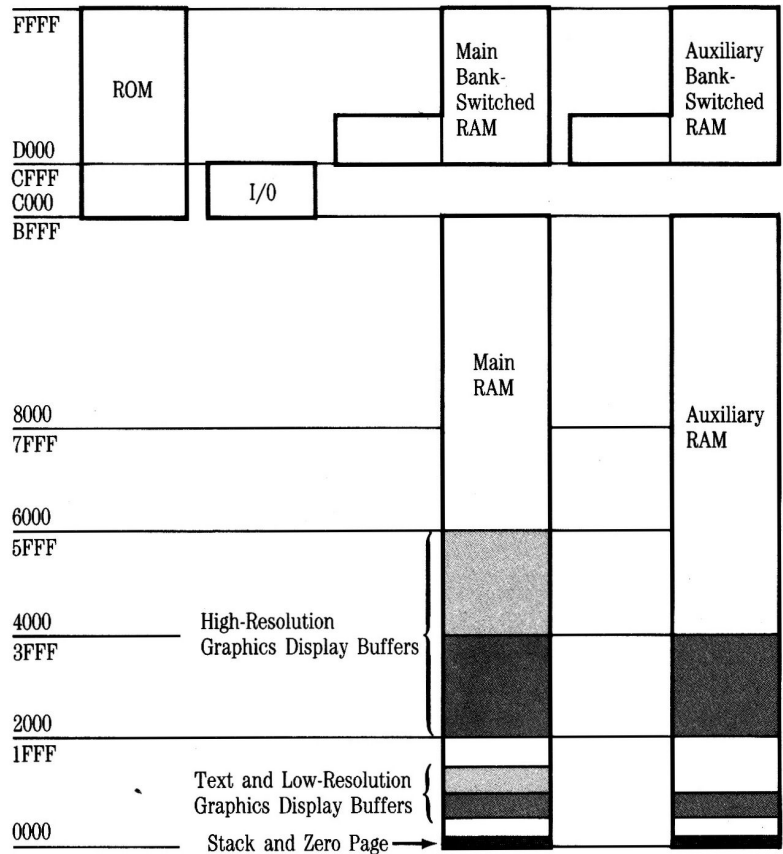 FFFF
ROM
Main
Bank-
Switched
RAM
Auxiliary
Bank-
Switched
RAM
D000
CFFF
C000
I/0
BFFF
Main
RAM
Auxiliary
RAM
8000
7FFF
6000
5FFF
High-Resolution
Graphics Display Buffers
4000
3FFF
2000
1FFF
Text and Low-Resolution
Graphics Display Buffers
0000
Stack and Zero Page